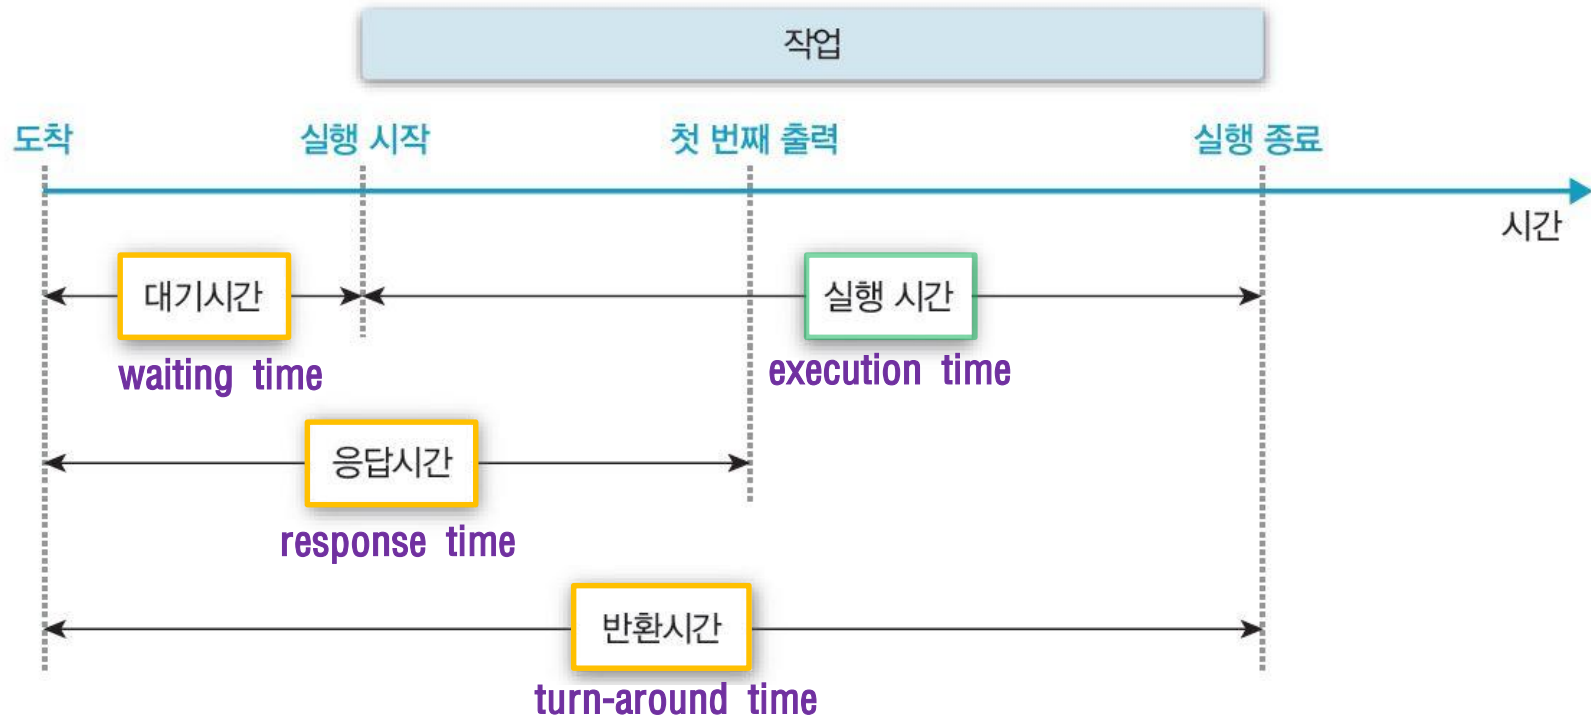 작업
도착 실행 시작 첫 번째 출력 실행 종료
시간
대기시간 실행 시간
waiting time execution time
응답시간
response time
반환시간
turn-around time